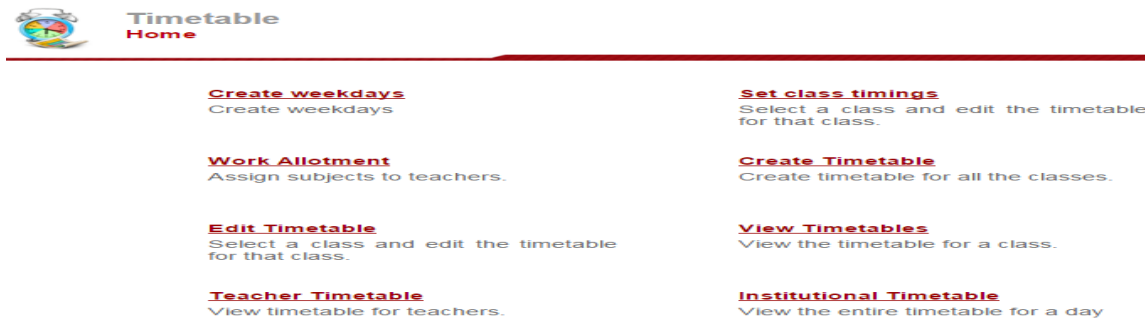 Timetable
Home
Create weekdays
Create weekdays
Set class timings
Select a class and edit the timetable
for that class.
Work Allotment
Assign subjects to teachers.
Create Timetable
Create timetable for all the classes.
Edit Timetable
Select a class and edit the timetable
for that class.
View Timetables
View the timetable for a class.
Teacher Timetable
View timetable for teachers.
Institutional Timetable
View the entire timetable for a day